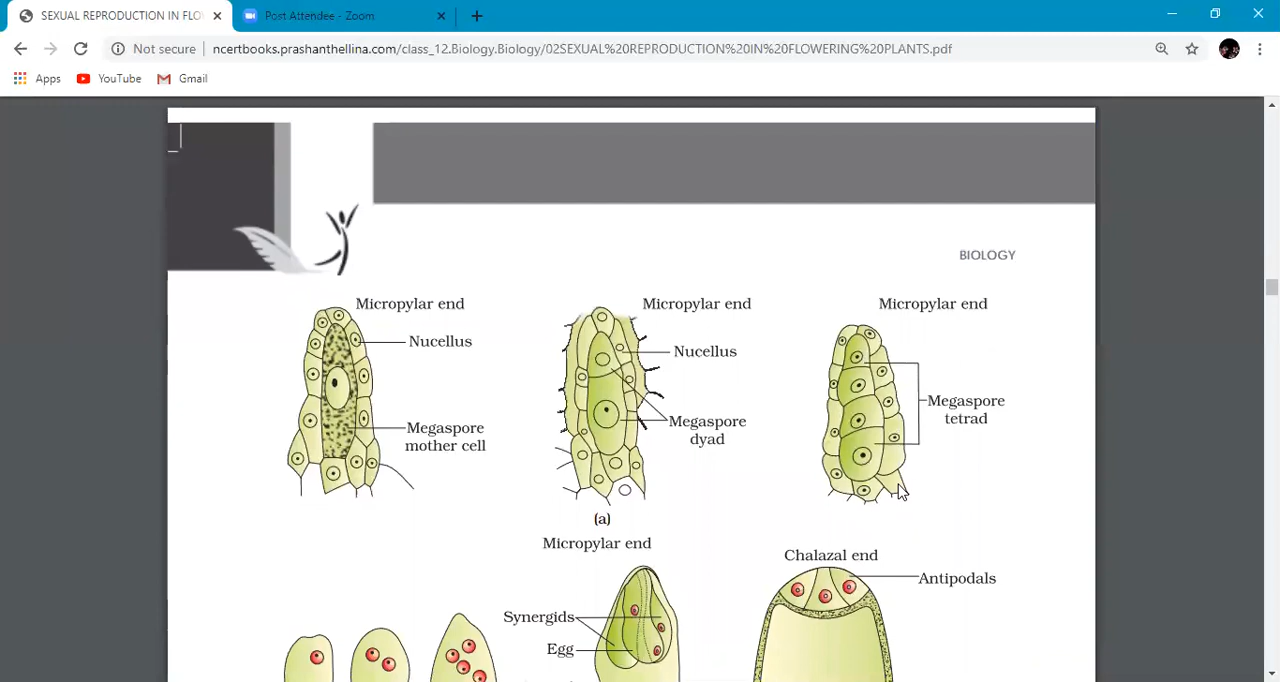 SEXUAL REPRODUCTION IN FLO
Post Attendee - Zoom
Not secure
ncertbooks.prashanthellina.com/class_12.Biology.Biology/02SEXUAL%20REPRODUCTION%20IN%20FLOWERING%20PLANTS.pdf
Apps YouTube Gmail
BIOLOGY
Micropylar end Micropylar end Micropylar end
Nucellus Nucellus
Megaspore
mother cell
Megaspore
dyad
Megaspore
tetrad
(a)
Micropylar end
Chalazal end
Antipodals
Synergids
Egg